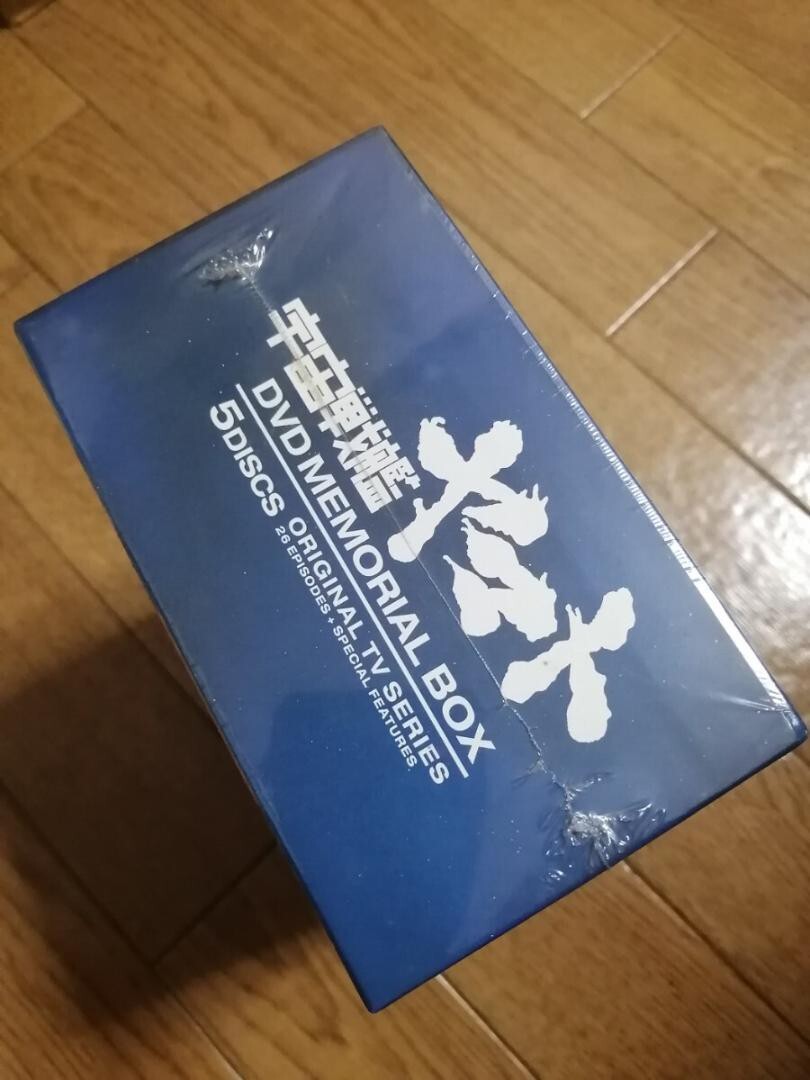 宇宙戦艦
ヤマト
DVD MEMORIAL BOX
5DISCS ORIGINAL TV SERIES
26 EPISODES + SPECIAL FEATURES